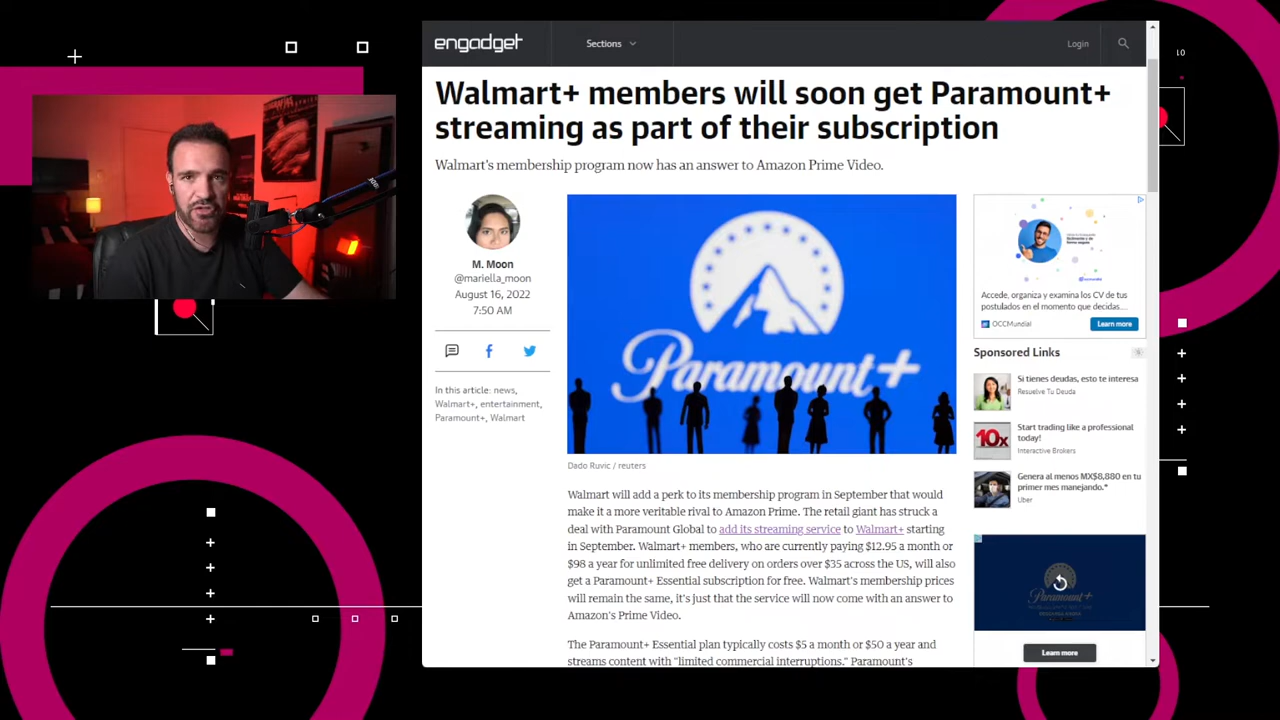 engadget
Sections
Login
Walmart+ members will soon get Paramount+
streaming as part of their subscription
Walmart's membership program now has an answer to Amazon Prime Video.
M. Moon
@mariella_moon
August 16, 2022
7:50 AM
In this article: news,
Walmart+, entertainment,
Paramount+, Walmart
Paramount+
Dado Ruvic / reuters
Walmart will add a perk to its membership program in September that would
make it a more veritable rival to Amazon Prime. The retail giant has struck a
deal with Paramount Global to add its streaming service to Walmart+ starting
in September. Walmart+ members, who are currently paying $12.95 a month or
$98 a year for unlimited free delivery on orders over $35 across the US, will also
get a Paramount+ Essential subscription for free. Walmart's membership prices
will remain the same, it's just that the service will now come with an answer to
Amazon's Prime Video.
The Paramount+ Essential plan typically costs $5 a month or $50 a year and
streams content with "limited commercial interruptions." Paramount's
Accede, organiza y examina los CV de tus
postulados en el momento que decidas....
OCCMundial
Learn more
Sponsored Links
Si tienes deudas, esto te interesa
Resuelve Tu Deuda
10x
Start trading like a professional
today!
Interactive Brokers
Genera al menos MX$8,880 en tu
primer mes manejando.*
Uber
Paramount+
Learn more
01